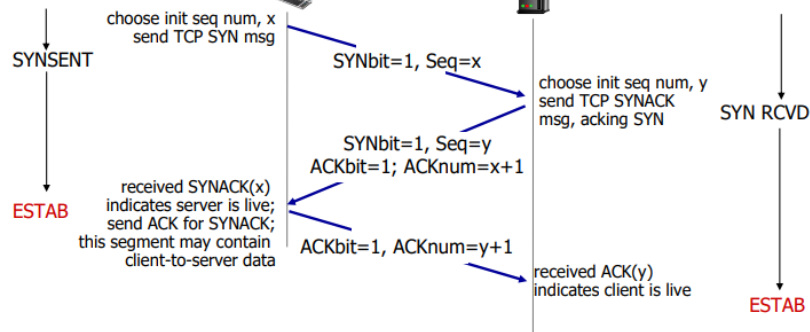 choose init seq num, x
send TCP SYN msg
SYNSENT
SYNbit=1, Seq=x
choose init seq num, y
send TCP SYNACK
msg, acking SYN
SYN RCVD
SYNbit=1, Seq=y
ACKbit=1; ACKnum=x+1
received SYNACK(x)
indicates server is live;
send ACK for SYNACK;
this segment may contain
client-to-server data
ESTAB
ACKbit=1, ACKnum=y+1
received ACK(y)
indicates client is live
ESTAB